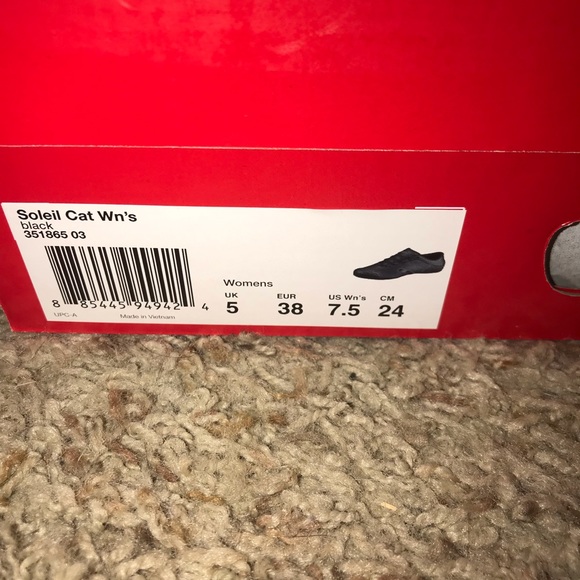 Soleil Cat Wn's
black
351865 03
8 85445 94942 4
UPC-A Made in Vietnam
Womens
UK EUR US Wn's CM
5 38 7.5 24